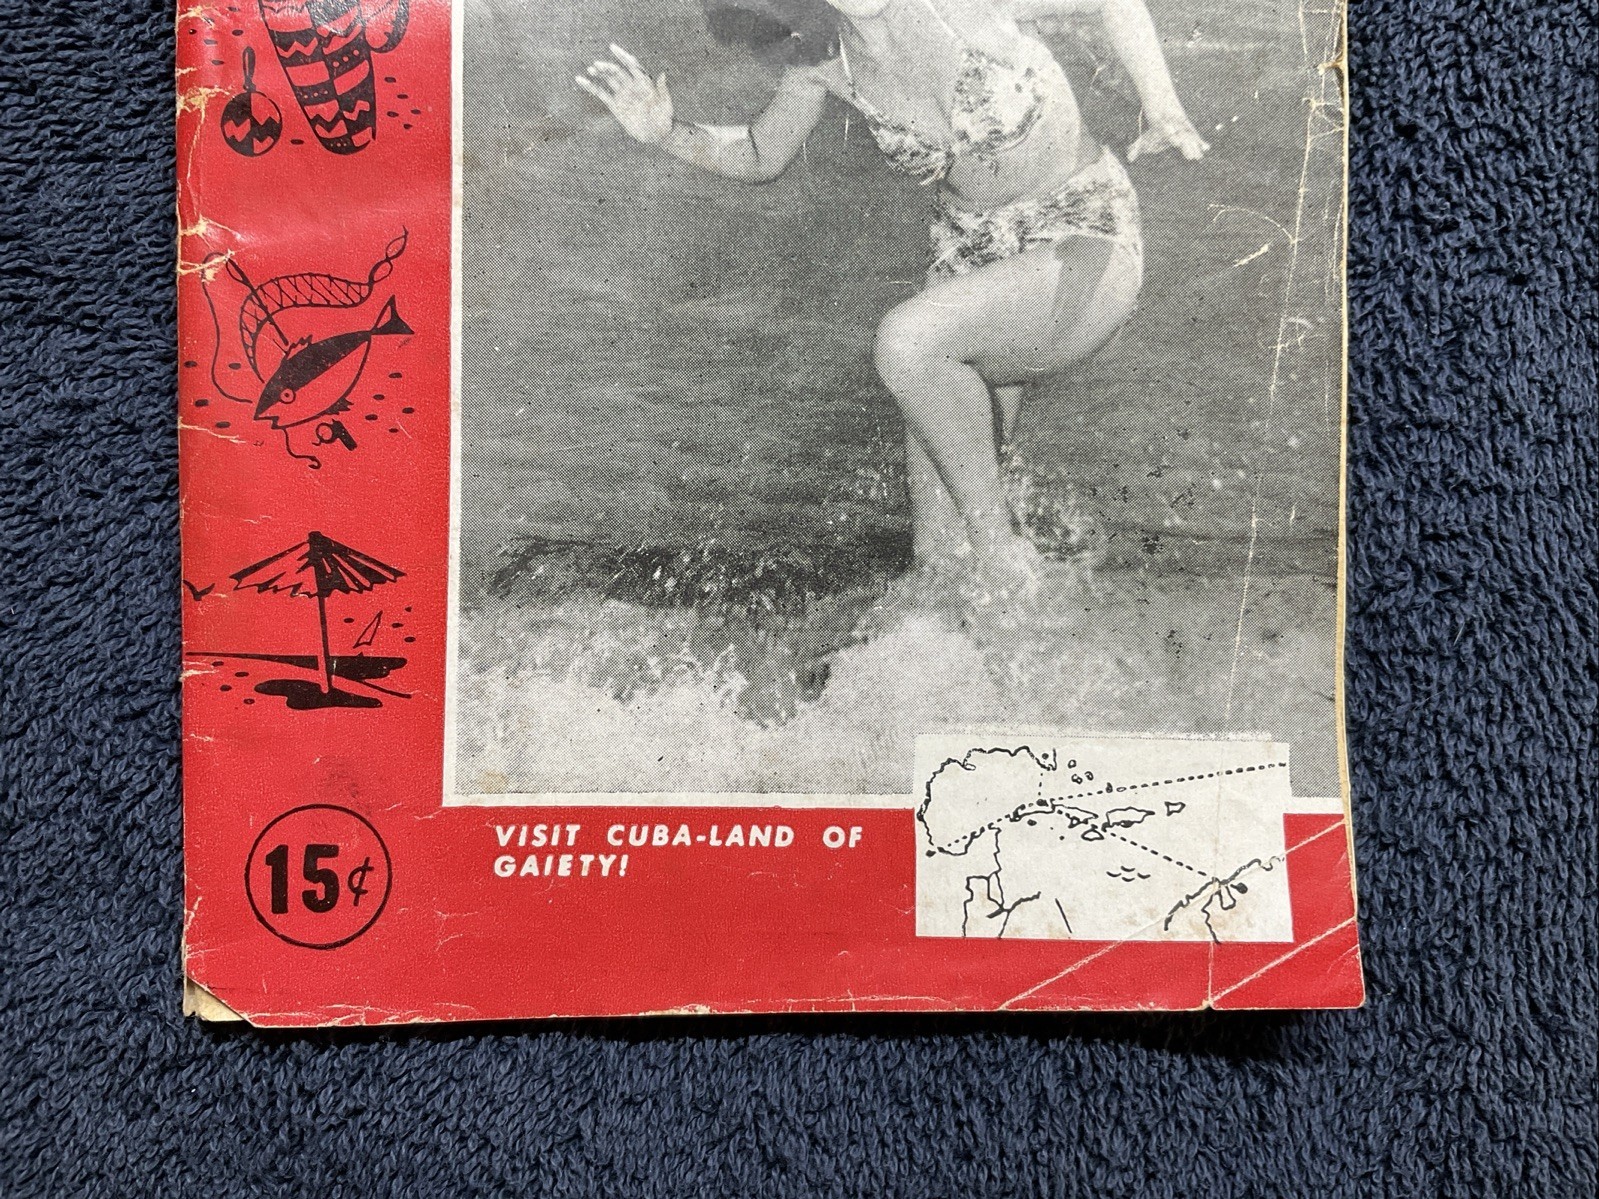 VISIT CUBA-LAND OF
GAIETY!
15¢